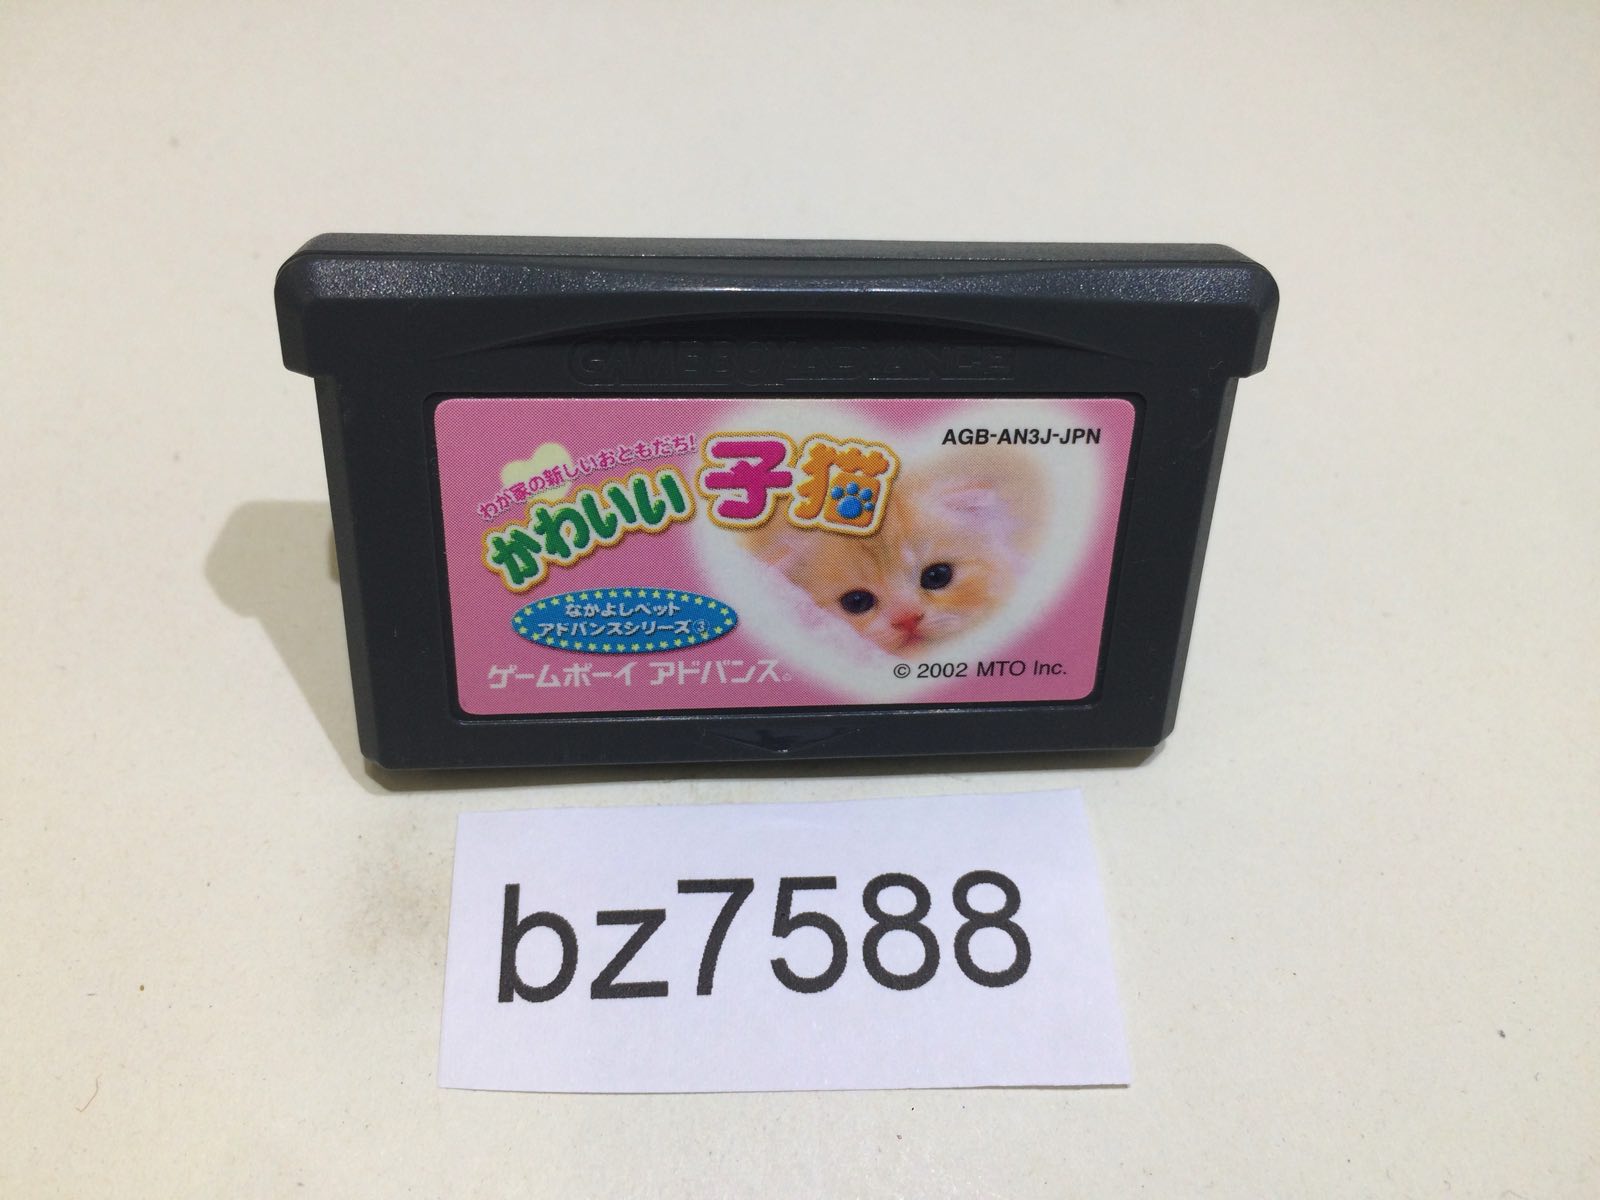 GAME BOY ADVANCE
AGB-AN3J-JPN
わが家の新しいおともだち!
かわいい子猫
なかよしペット
アドバンスシリーズ③
ゲームボーイ アドバンス
© 2002 MTO Inc.
bz7588